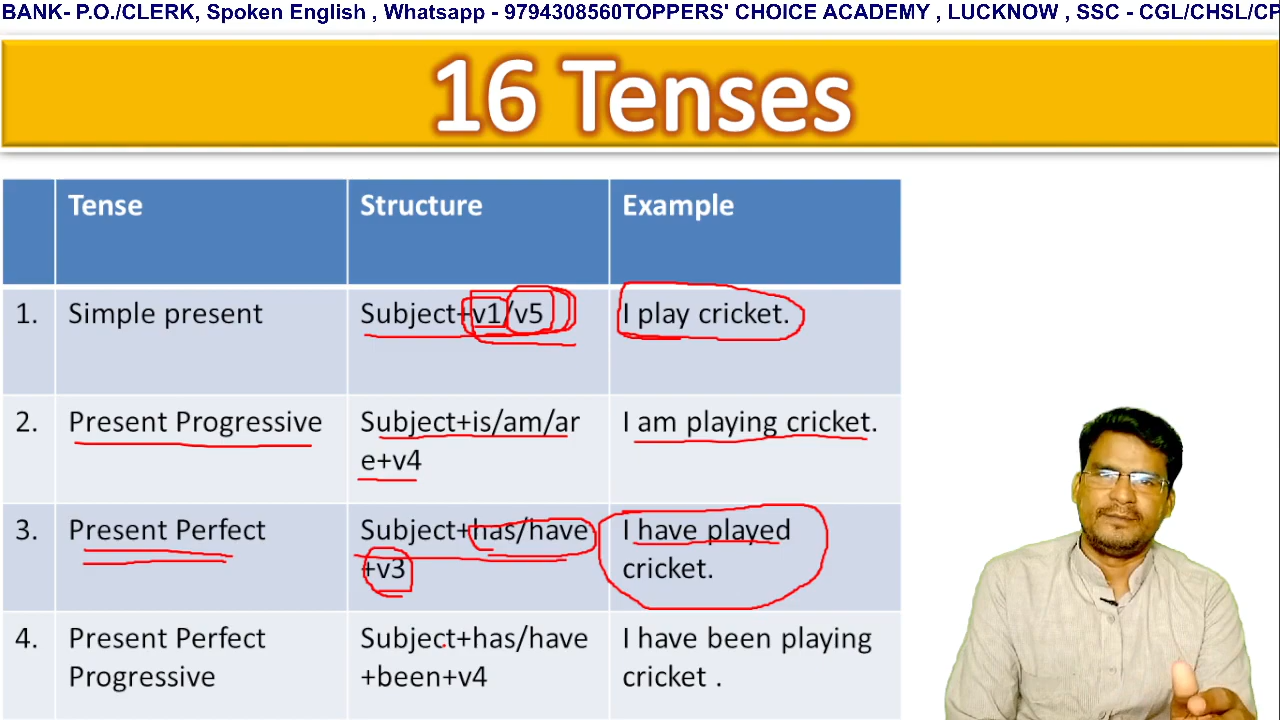 BANK- P.O./CLERK, Spoken English , Whatsapp - 9794308560TOPPERS' CHOICE ACADEMY , LUCKNOW , SSC - CGL/CHSL/CP
16 Tenses
Tense Structure Example
1. Simple present Subject+v1/v5 I play cricket.
2. Present Progressive Subject+is/am/ar I am playing cricket.
e+v4
3. Present Perfect Subject+has/have I have played
+v3 cricket.
4. Present Perfect Subject+has/have I have been playing
Progressive +been+v4 cricket .